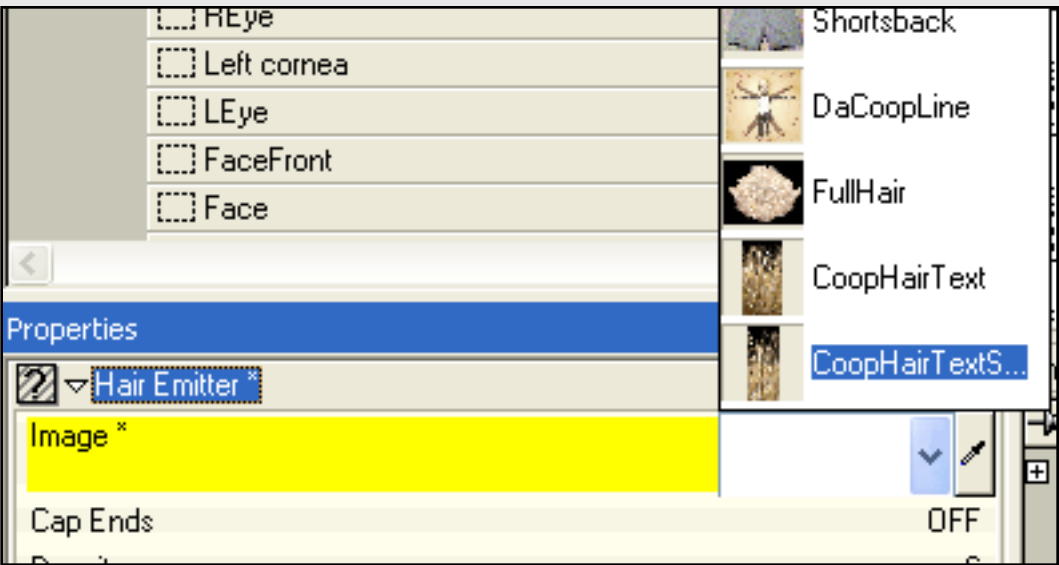 REye
Left cornea
LEye
FaceFront
Face
Shortsback
DaCoopLine
FullHair
CoopHairText
CoopHairTextS...
Properties
Hair Emitter *
Image *
Cap Ends OFF